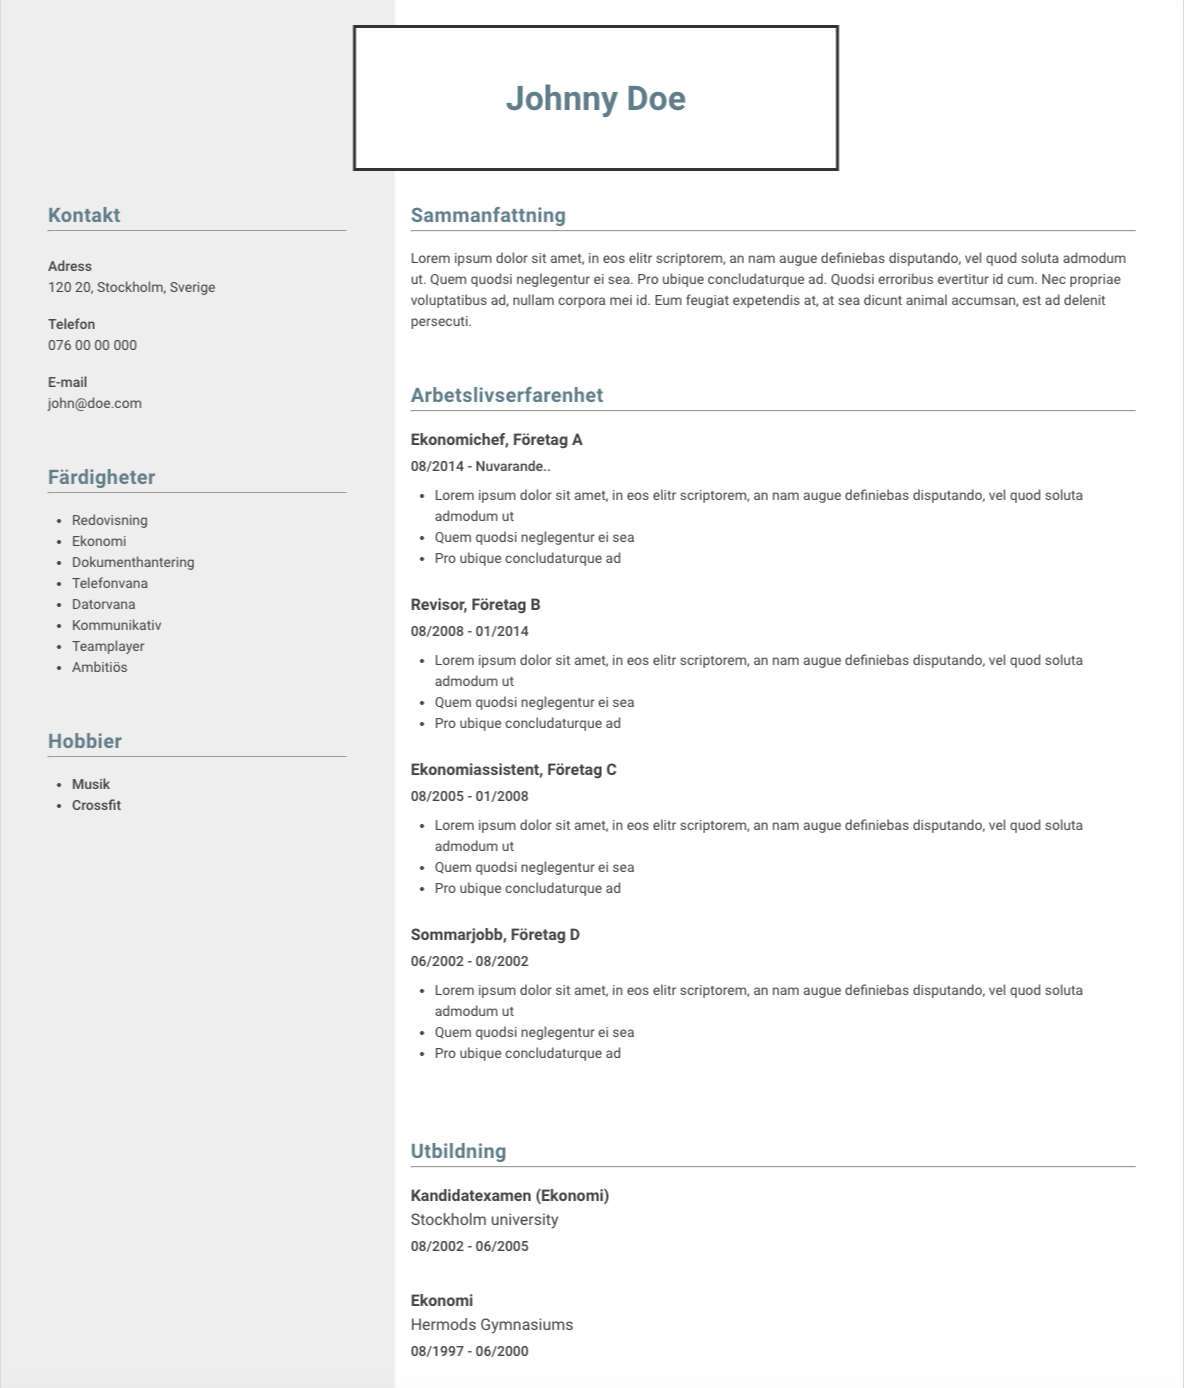 Johnny Doe
Kontakt
Adress
120 20, Stockholm, Sverige
Telefon
076 00 00 000
E-mail
john@doe.com
Färdigheter
• Redovisning
• Ekonomi
• Dokumenthantering
• Telefonvana
• Datorvana
• Kommunikativ
• Teamplayer
• Ambitiös
Hobbier
• Musik
• Crossfit
Sammanfattning
Lorem ipsum dolor sit amet, in eos elitr scriptorem, an nam augue definiebas disputando, vel quod soluta admodum
ut. Quem quodsi neglegentur ei sea. Pro ubique concludaturque ad. Quodsi erroribus evertitur id cum. Nec propriae
voluptatibus ad, nullam corpora mei id. Eum feugiat expetendis at, at sea dicunt animal accumsan, est ad delenit
persecuti.
Arbetslivserfarenhet
Ekonomichef, Företag A
08/2014 - Nuvarande..
• Lorem ipsum dolor sit amet, in eos elitr scriptorem, an nam augue definiebas disputando, vel quod soluta
admodum ut
• Quem quodsi neglegentur ei sea
• Pro ubique concludaturque ad
Revisor, Företag B
08/2008 - 01/2014
• Lorem ipsum dolor sit amet, in eos elitr scriptorem, an nam augue definiebas disputando, vel quod soluta
admodum ut
• Quem quodsi neglegentur ei sea
• Pro ubique concludaturque ad
Ekonomiassistent, Företag C
08/2005 - 01/2008
• Lorem ipsum dolor sit amet, in eos elitr scriptorem, an nam augue definiebas disputando, vel quod soluta
admodum ut
• Quem quodsi neglegentur ei sea
• Pro ubique concludaturque ad
Sommarjobb, Företag D
06/2002 - 08/2002
• Lorem ipsum dolor sit amet, in eos elitr scriptorem, an nam augue definiebas disputando, vel quod soluta
admodum ut
• Quem quodsi neglegentur ei sea
• Pro ubique concludaturque ad
Utbildning
Kandidatexamen (Ekonomi)
Stockholm university
08/2002 - 06/2005
Ekonomi
Hermods Gymnasiums
08/1997 - 06/2000